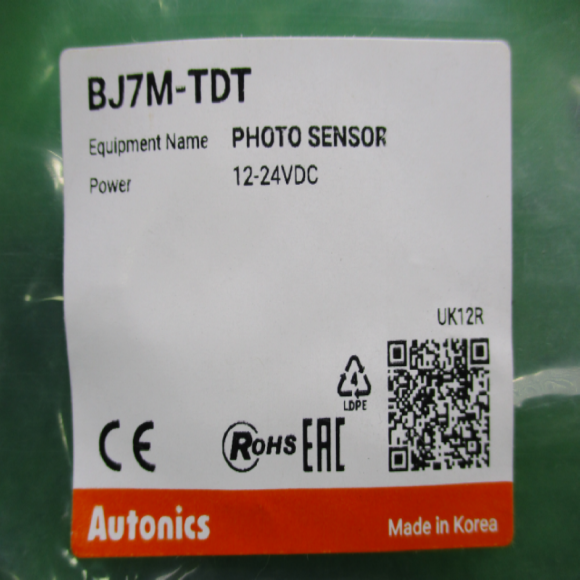 BJ7M-TDT
Equipment Name PHOTO SENSOR
Power 12-24VDC
UK12R
4
LDPE
CE RoHS EAC
Autonics Made in Korea